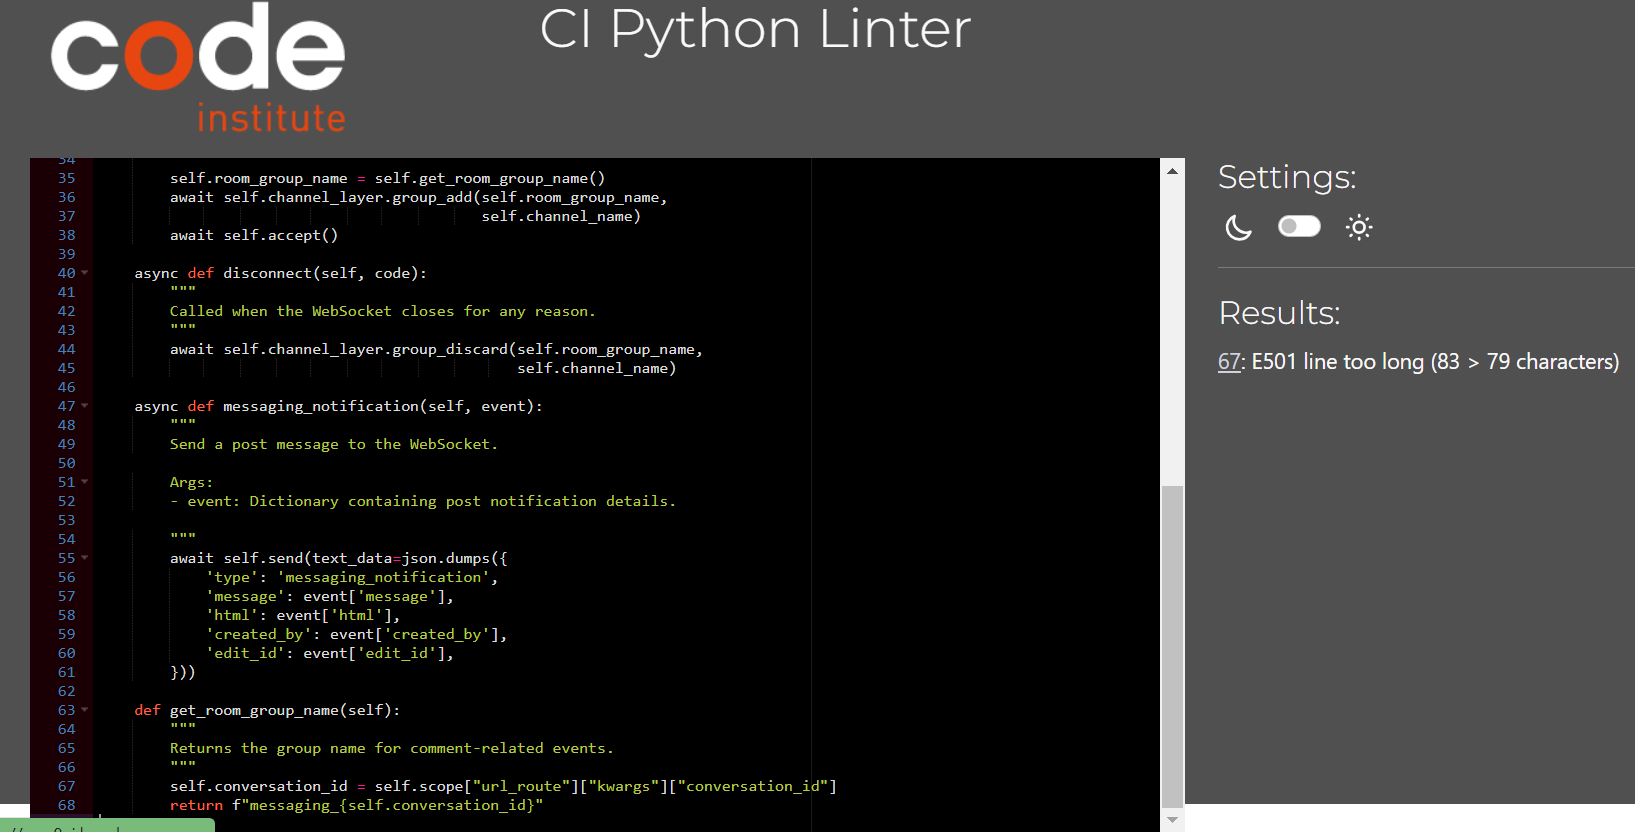 code
institute
CI Python Linter
34
35 self.room_group_name = self.get_room_group_name()
36 await self.channel_layer.group_add(self.room_group_name,
37 self.channel_name)
38 await self.accept()
39
40 async def disconnect(self, code):
41 """
42 Called when the WebSocket closes for any reason.
43 """
44 await self.channel_layer.group_discard(self.room_group_name,
45 self.channel_name)
46
47 async def messaging_notification(self, event):
48 """
49 Send a post message to the WebSocket.
50
51 Args:
52 - event: Dictionary containing post notification details.
53
54 """
55 await self.send(text_data=json.dumps({
56 'type': 'messaging_notification',
57 'message': event['message'],
58 'html': event['html'],
59 'created_by': event['created_by'],
60 'edit_id': event['edit_id'],
61 }))
62
63 def get_room_group_name(self):
64 """
65 Returns the group name for comment-related events.
66 """
67 self.conversation_id = self.scope["url_route"]["kwargs"]["conversation_id"]
68 return f"messaging_{self.conversation_id}"
Settings:
Results:
67: E501 line too long (83 > 79 characters)